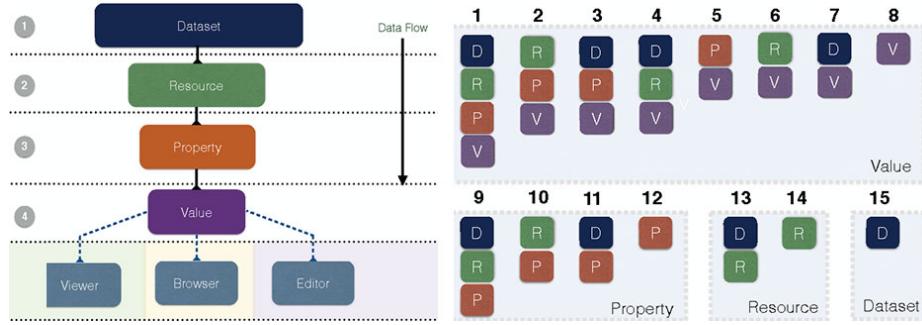 1
Dataset
Data Flow
2
Resource
3
Property
4
Value
Viewer
Browser
Editor
1 2 3 4 5 6 7 8
D R D D P R D V
R P P R V V V
P V V V
V
V
Value
9 10 11 12
D R D P
R P P
P
Property
13 14
D R
R
Resource
15
D
Dataset